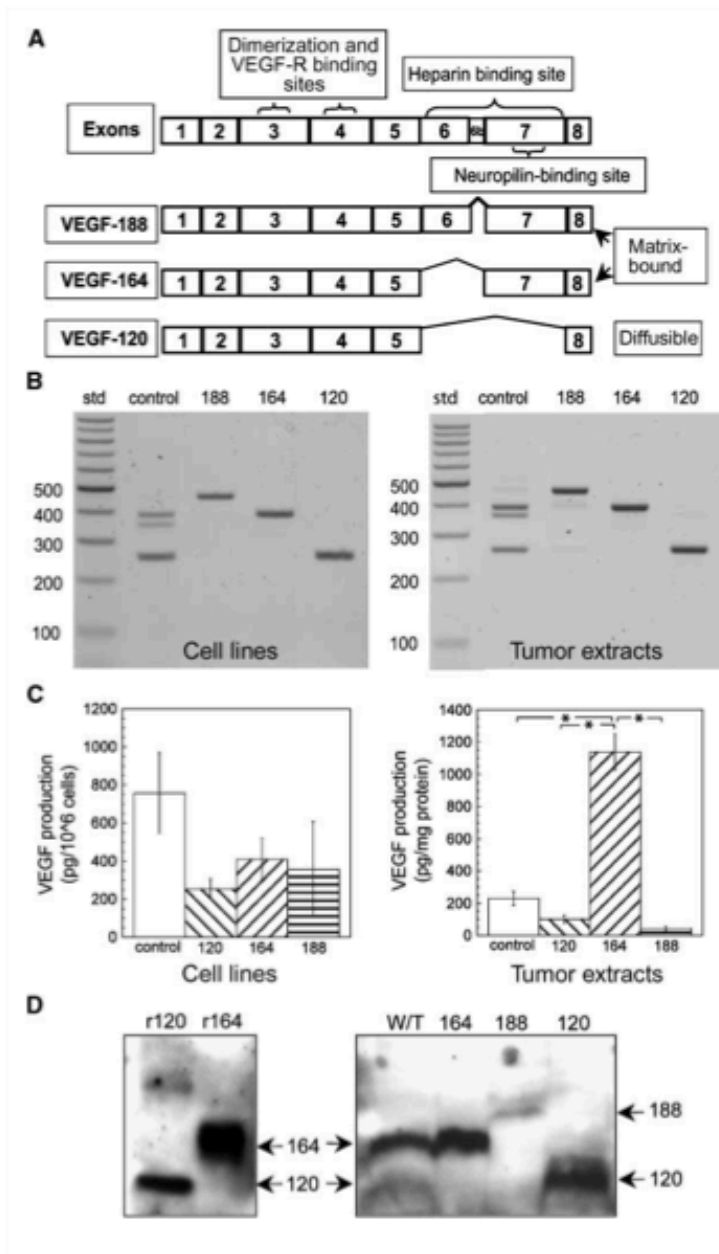 A
Dimerization and
VEGF-R binding
sites
Heparin binding site
Exons
1 2 3 4 5 6 6b 7 8
Neuropilin-binding site
VEGF-188
1 2 3 4 5 6 7 8
Matrix-
bound
VEGF-164
1 2 3 4 5 7 8
VEGF-120
1 2 3 4 5 8
Diffusible
B
std control 188 164 120
500
400
300
200
100
Cell lines
std control 188 164 120
500
400
300
200
100
Tumor extracts
C
VEGF production
(pg/10^6 cells)
1200
1000
800
600
400
200
0
control 120 164 188
Cell lines
VEGF production
(pg/mg protein)
1400
1200
1000
800
600
400
200
0
* * *
control 120 164 188
Tumor extracts
D
r120 r164
W/T 164 188 120
164
120
188
120